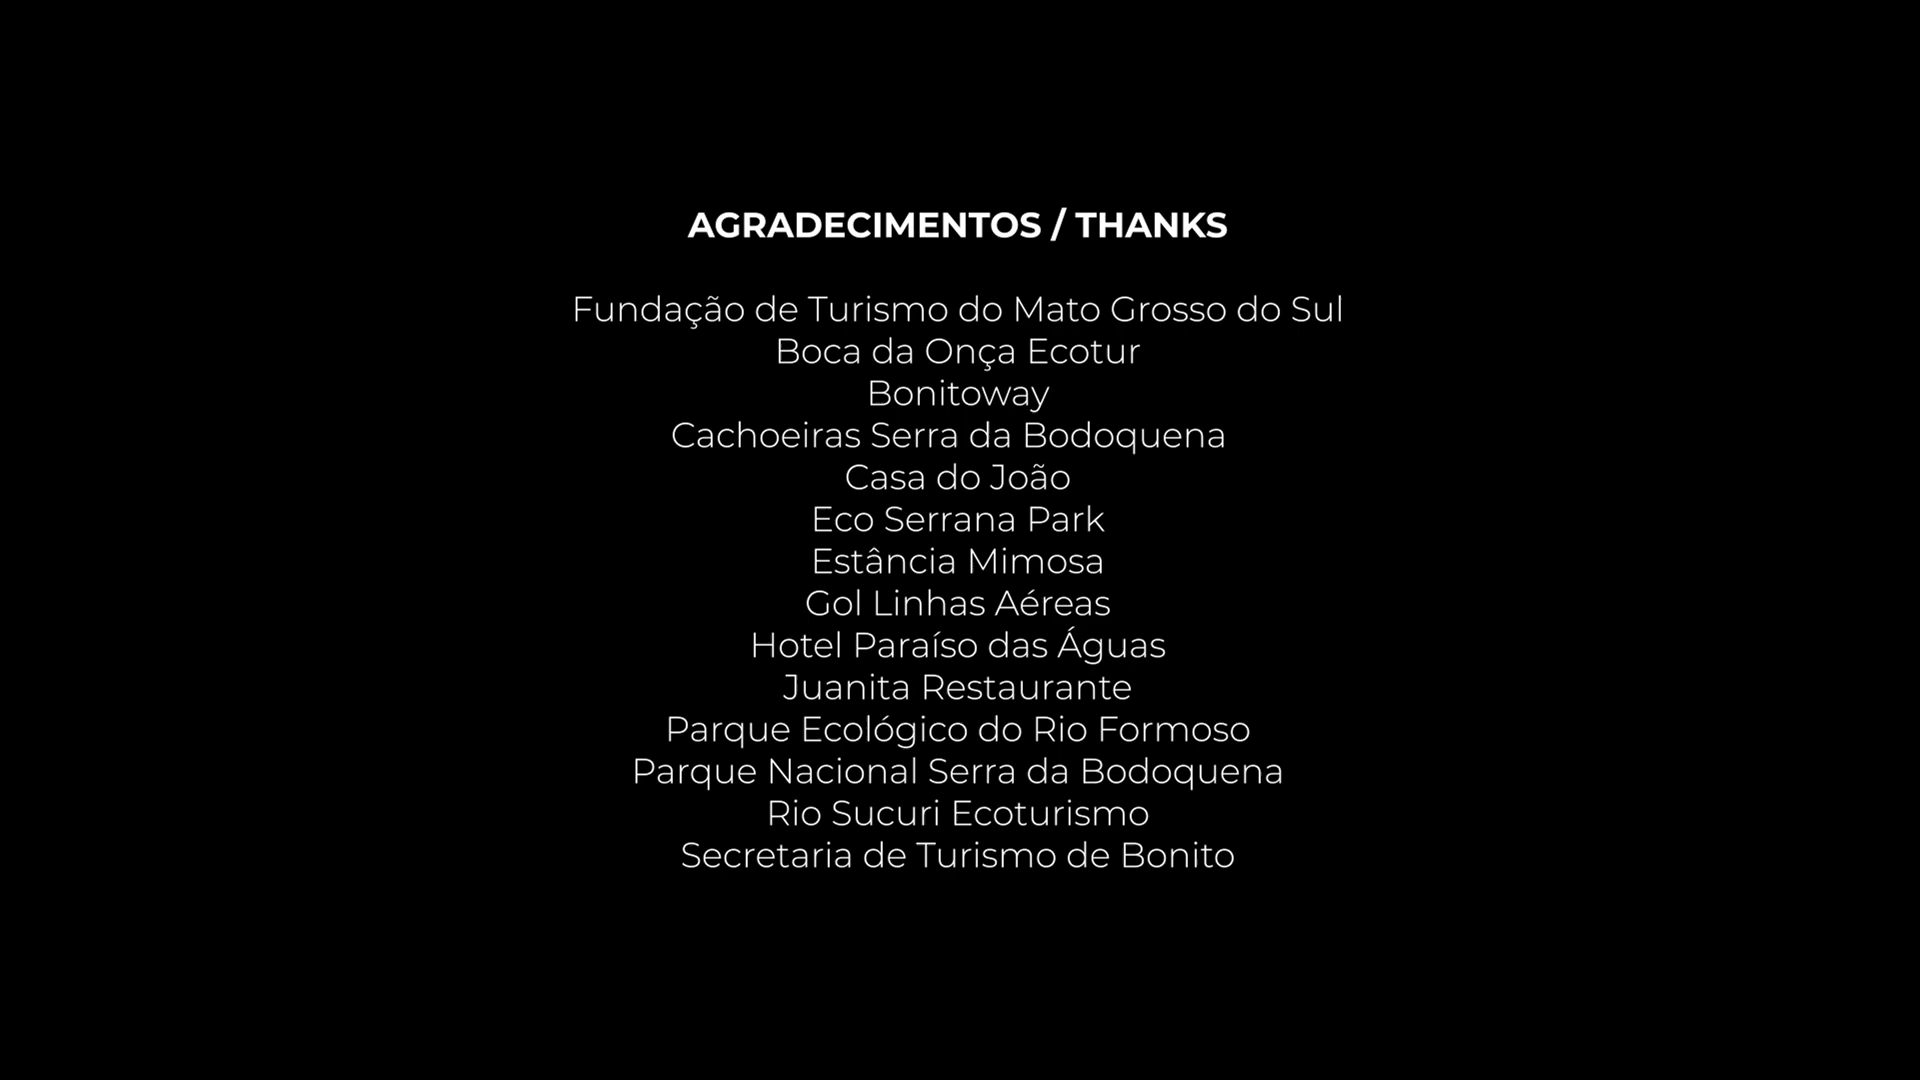 AGRADECIMENTOS / THANKS
Fundação de Turismo do Mato Grosso do Sul
Boca da Onça Ecotur
Bonitoway
Cachoeiras Serra da Bodoquena
Casa do João
Eco Serrana Park
Estância Mimosa
Gol Linhas Aéreas
Hotel Paraíso das Águas
Juanita Restaurante
Parque Ecológico do Rio Formoso
Parque Nacional Serra da Bodoquena
Rio Sucuri Ecoturismo
Secretaria de Turismo de Bonito